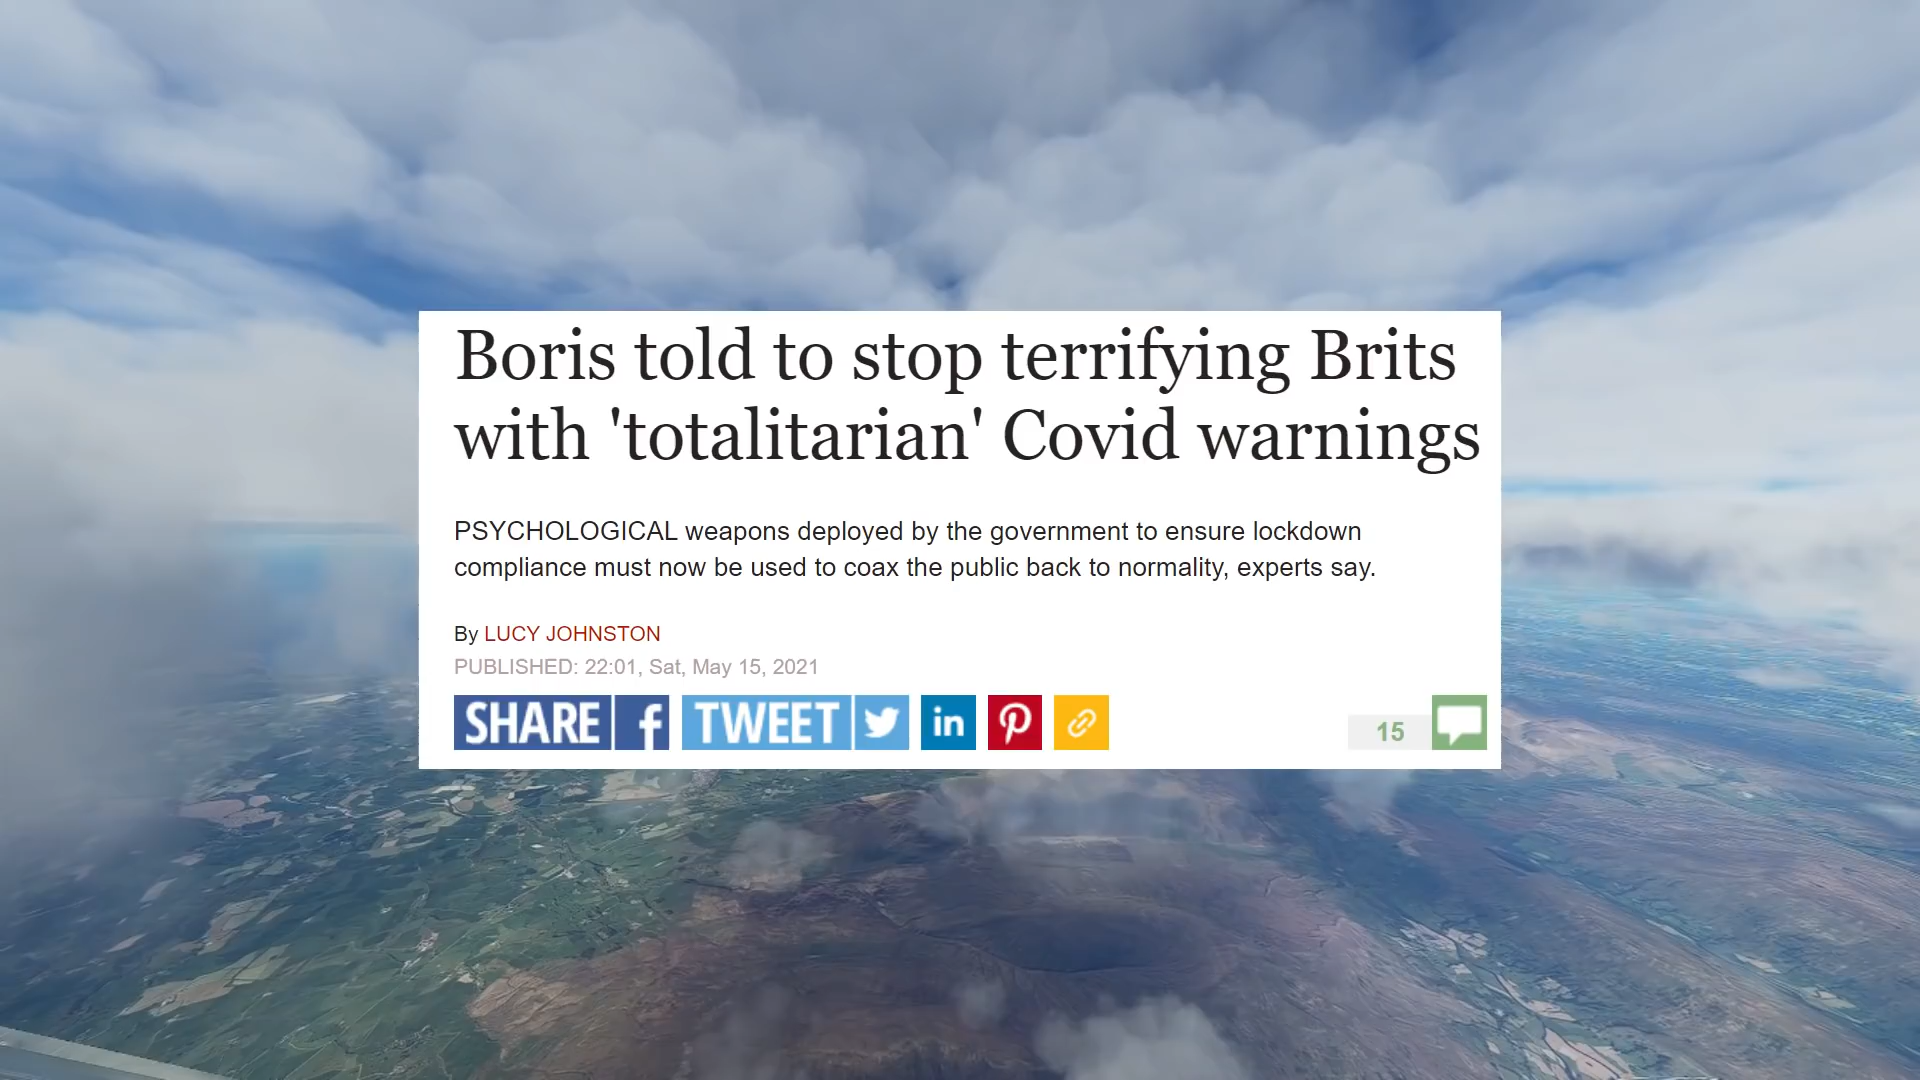 Boris told to stop terrifying Brits
with 'totalitarian' Covid warnings
PSYCHOLOGICAL weapons deployed by the government to ensure lockdown
compliance must now be used to coax the public back to normality, experts say.
By LUCY JOHNSTON
PUBLISHED: 22:01, Sat, May 15, 2021
SHARE f TWEET in 15